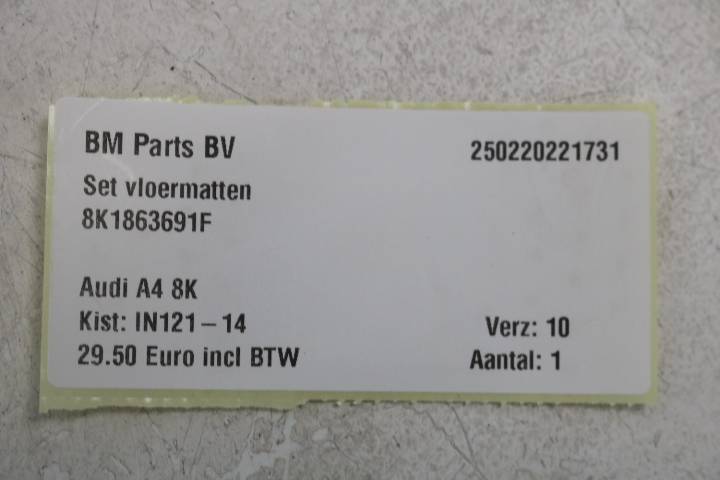 BM Parts BV 250220221731
Set vloermatten
8K1863691F
Audi A4 8K
Kist: IN121-14 Verz: 10
29.50 Euro incl BTW Aantal: 1